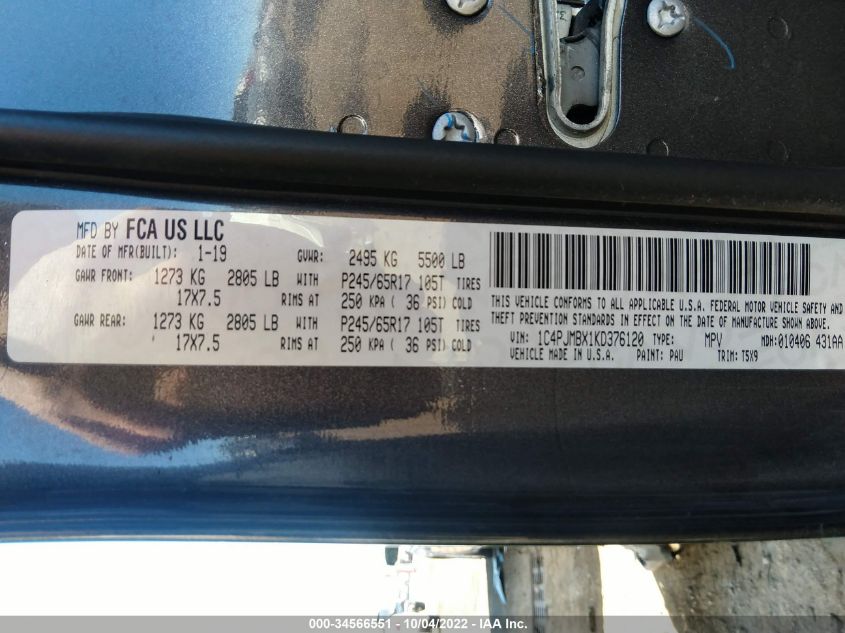 MFD BY FCA US LLC
DATE OF MFR(BUILT): 1-19 GVWR: 2495 KG 5500 LB
GAWR FRONT: 1273 KG 2805 LB WITH P245/65R17 105T TIRES
17X7.5 RIMS AT 250 KPA ( 36 PSI) COLD
GAWR REAR: 1273 KG 2805 LB WITH P245/65R17 105T TIRES
17X7.5 RIMS AT 250 KPA ( 36 PSI) COLD
THIS VEHICLE CONFORMS TO ALL APPLICABLE U.S.A. FEDERAL MOTOR VEHICLE SAFETY AND
THEFT PREVENTION STANDARDS IN EFFECT ON THE DATE OF MANUFACTURE SHOWN ABOVE.
VIN: 1C4PJMBX1KD376120 TYPE: MPV MDH:010406 431AA
VEHICLE MADE IN U.S.A. PAINT: PAU TRIM: T5X9
000-34566551 - 10/04/2022 - IAA Inc.